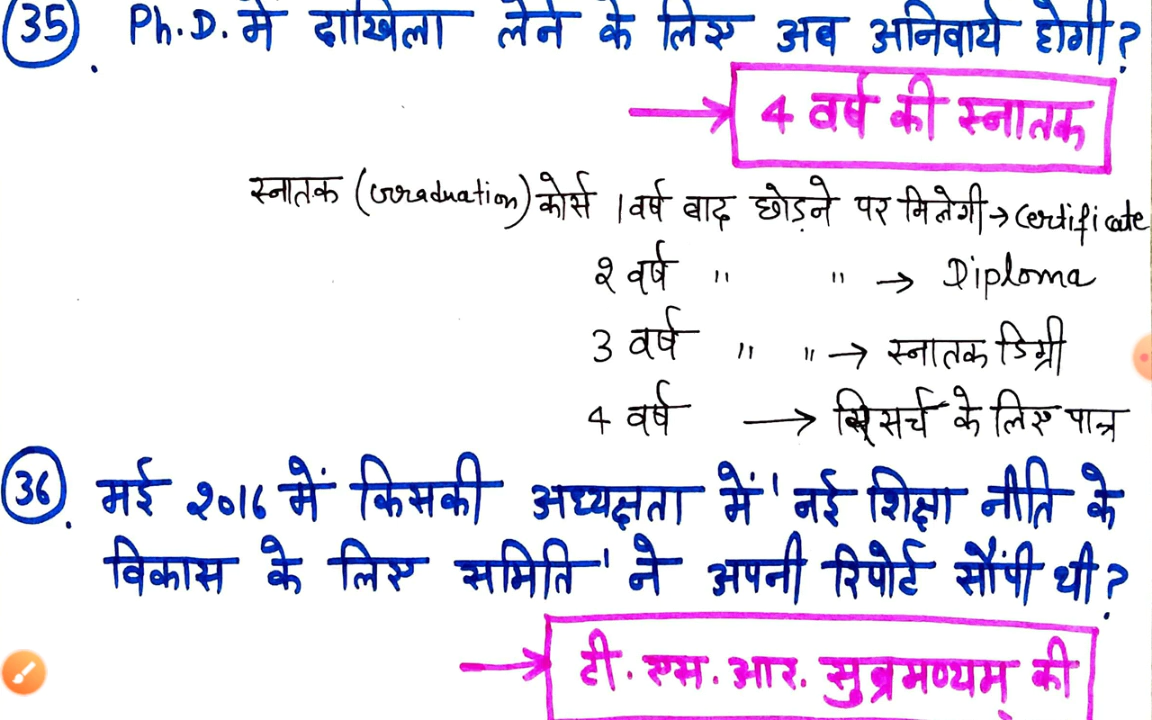 35. Ph.D. में दाखिला लेने के लिए अब अनिवार्य होगी?
→ 4 वर्ष की स्नातक
स्नातक (Graduation) कोर्स 1 वर्ष बाद छोड़ने पर मिलेगी → Certificate
2 वर्ष " " → Diploma
3 वर्ष " " → स्नातक डिग्री
4 वर्ष → रिसर्च के लिए पात्र
36. मई 2016 में किसकी अध्यक्षता में 'नई शिक्षा नीति के
विकास के लिए समिति' ने अपनी रिपोर्ट सौंपी थी?
→ टी. एस. आर. सुब्रमण्यम् की